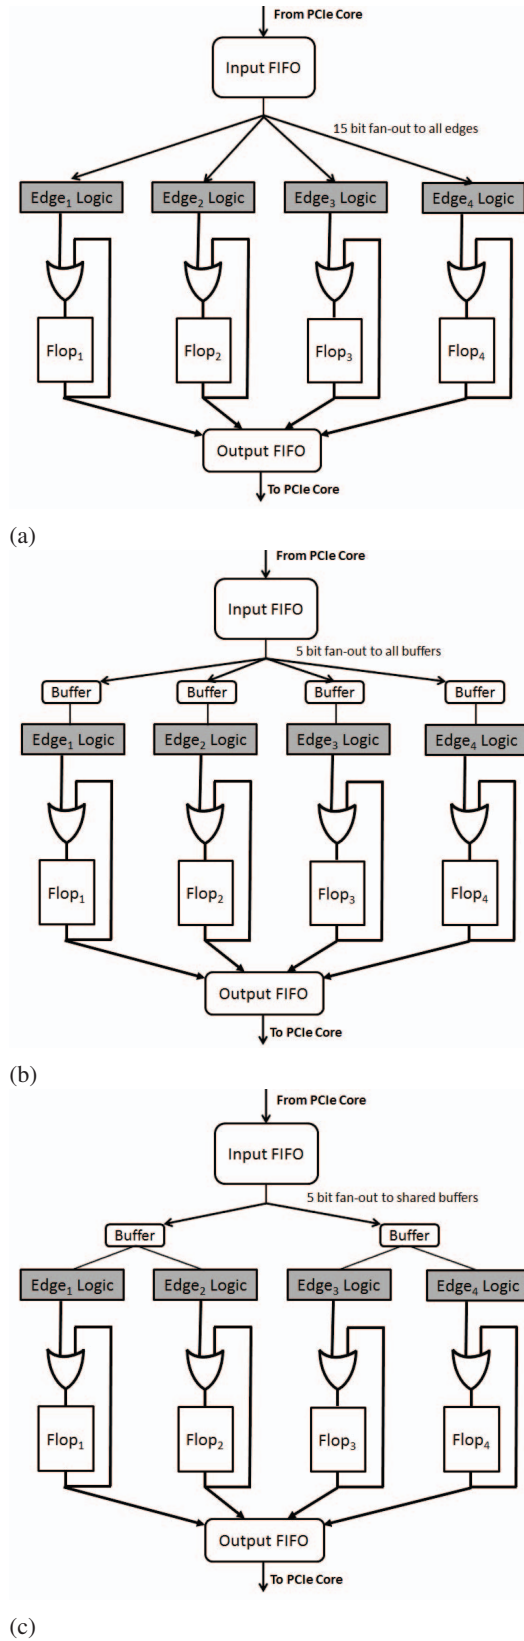 From PCIe Core
Input FIFO
15 bit fan-out to all edges
Edge₁ Logic Edge₂ Logic Edge₃ Logic Edge₄ Logic
Flop₁ Flop₂ Flop₃ Flop₄
Output FIFO
To PCIe Core
(a)
From PCIe Core
Input FIFO
5 bit fan-out to all buffers
Buffer Buffer Buffer Buffer
Edge₁ Logic Edge₂ Logic Edge₃ Logic Edge₄ Logic
Flop₁ Flop₂ Flop₃ Flop₄
Output FIFO
To PCIe Core
(b)
From PCIe Core
Input FIFO
5 bit fan-out to shared buffers
Buffer Buffer
Edge₁ Logic Edge₂ Logic Edge₃ Logic Edge₄ Logic
Flop₁ Flop₂ Flop₃ Flop₄
Output FIFO
To PCIe Core
(c)